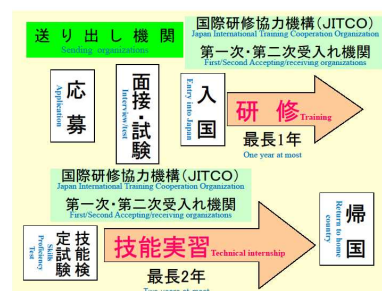 送り出し機関
Sending organizations
国際研修協力機構(JITCO)
Japan International Training Cooperation Organization
第一次・第二次受入れ機関
First/Second Accepting/receiving organizations
応募
Application
面接・試験
Interview/test
入国
Entry into Japan
研修 Training
最長1年
One year at most
国際研修協力機構(JITCO)
Japan International Training Cooperation Organization
第一次・第二次受入れ機関
First/Second Accepting/receiving organizations
技能検定試験
Skills Proficiency Test
技能実習 Technical internship
最長2年
Two years at most
帰国
Return to home country